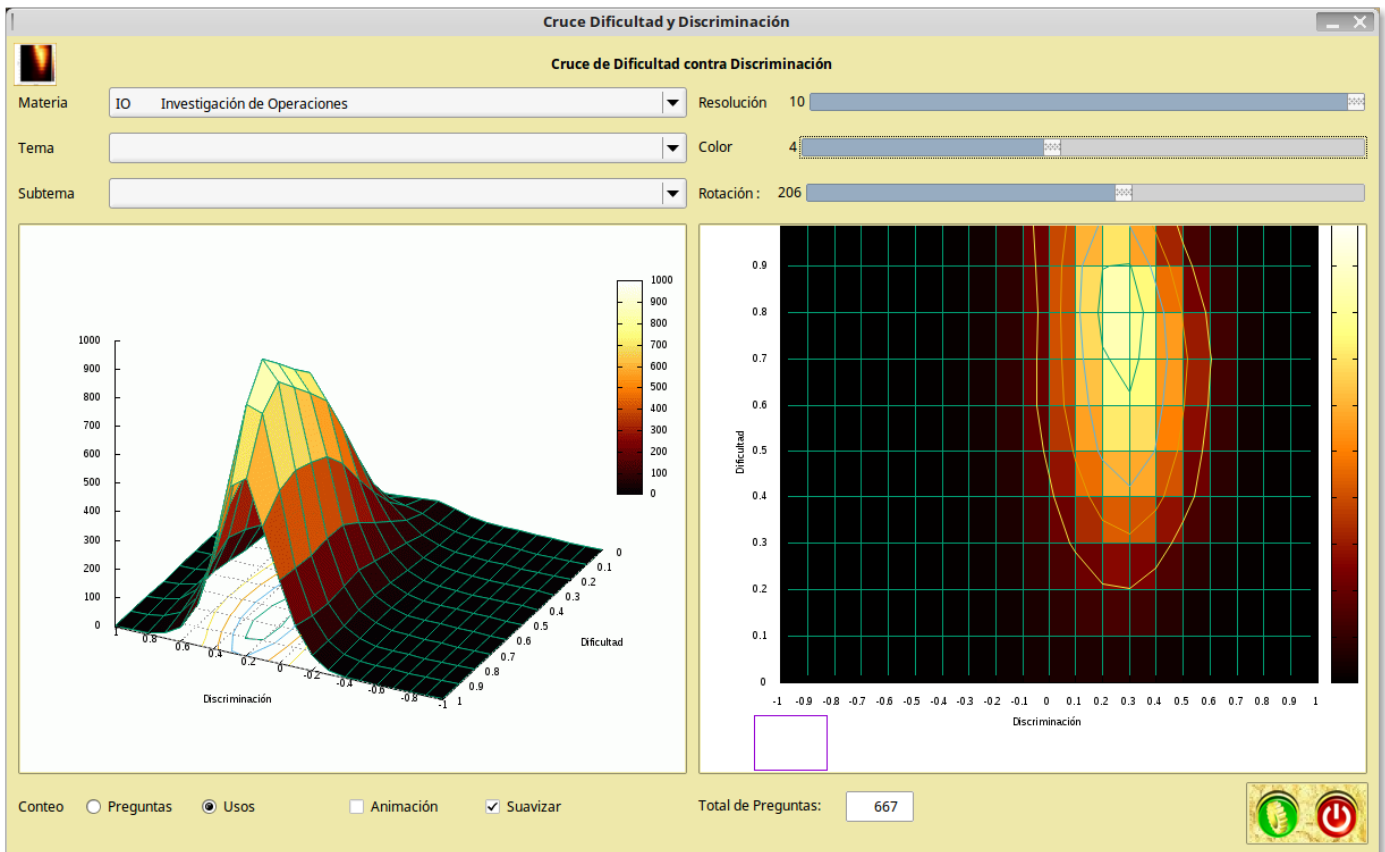 Cruce Dificultad y Discriminación
Cruce de Dificultad contra Discriminación
Materia IO Investigación de Operaciones
Resolución 10
Tema
Color 4
Subtema
Rotación : 206
1000
900
800
700
600
500
400
300
200
100
0
1000
900
800
700
600
500
400
300
200
100
0
1 0.8 0.6 0.4 0.2 0 -0.2 -0.4 -0.6 -0.8 -1
Discriminación
0
0.1
0.2
0.3
0.4
0.5
0.6
0.7
0.8
0.9
1
Dificultad
0.9
0.8
0.7
0.6
0.5
0.4
0.3
0.2
0.1
0
Dificultad
-1 -0.9 -0.8 -0.7 -0.6 -0.5 -0.4 -0.3 -0.2 -0.1 0 0.1 0.2 0.3 0.4 0.5 0.6 0.7 0.8 0.9 1
Discriminación
Conteo Preguntas Usos Animación Suavizar
Total de Preguntas: 667